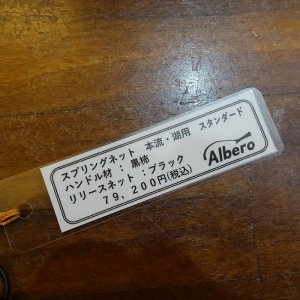 スプリングネット 本流・湖用 スタンダード
ハンドル材：黒柿
リリースネット：ブラック
79,200円(税込)
Albero